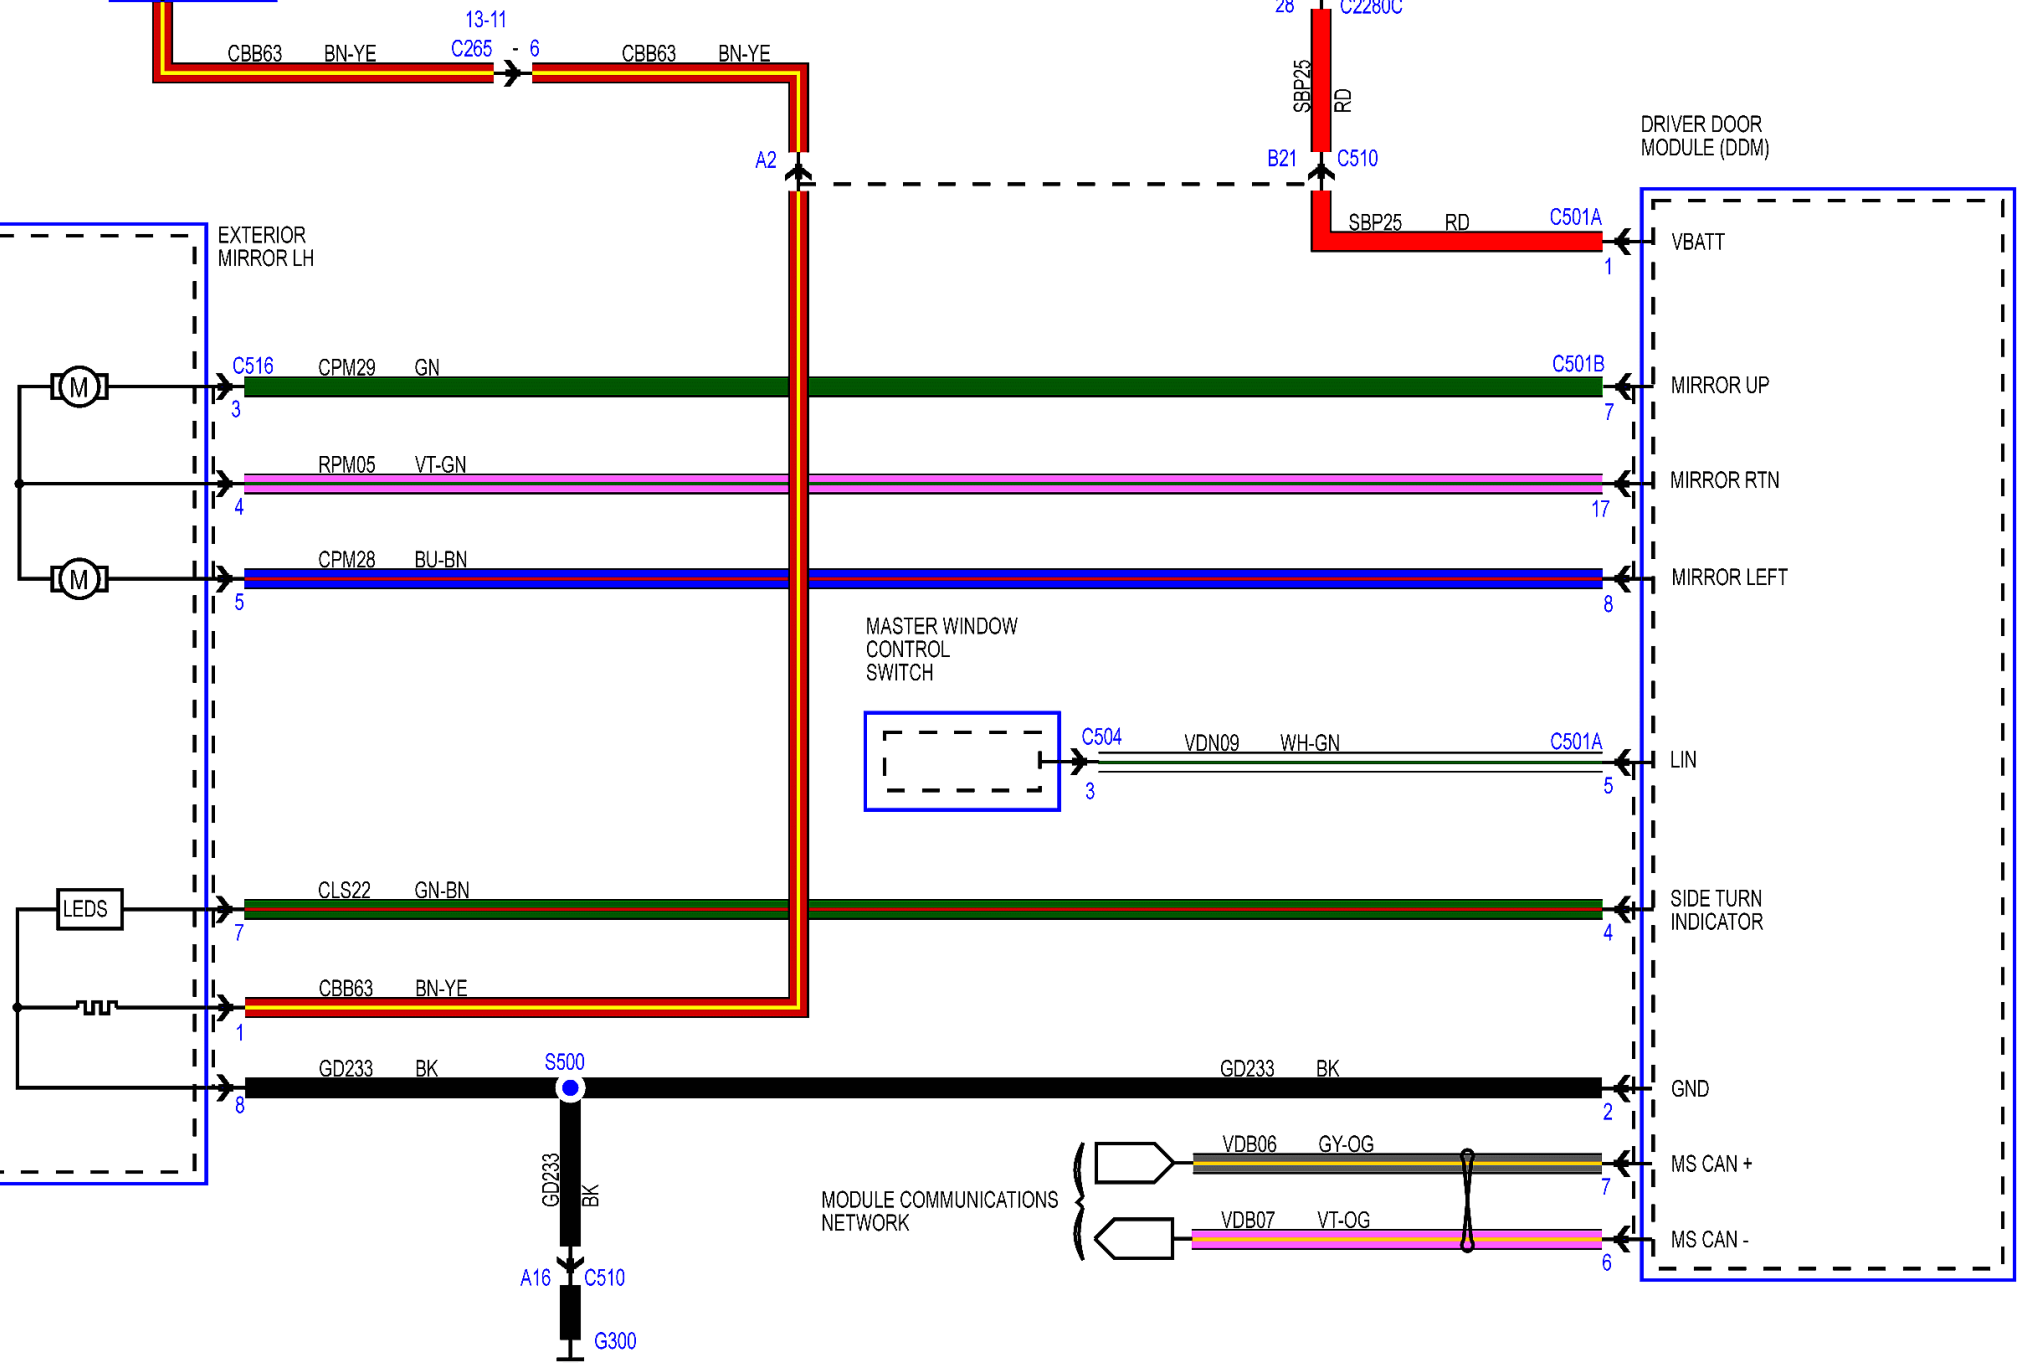 13-11
CBB63 BN-YE C265 - 6 CBB63 BN-YE
28 C2280C
SBP25
RD
A2
B21 C510
DRIVER DOOR
MODULE (DDM)
SBP25 RD C501A
VBATT
1
EXTERIOR
MIRROR LH
C516 CPM29 GN C501B
M
MIRROR UP
3 7
RPM05 VT-GN
MIRROR RTN
4 17
CPM28 BU-BN
M
MIRROR LEFT
5 8
MASTER WINDOW
CONTROL
SWITCH
C504 VDN09 WH-GN C501A
LIN
3 5
CLS22 GN-BN
LEDS
SIDE TURN
INDICATOR
7 4
CBB63 BN-YE
1
S500
GD233 BK GD233 BK
GND
8 2
GD233
BK
VDB06 GY-OG
MS CAN +
7
MODULE COMMUNICATIONS
NETWORK
VDB07 VT-OG
MS CAN -
6
A16 C510
G300